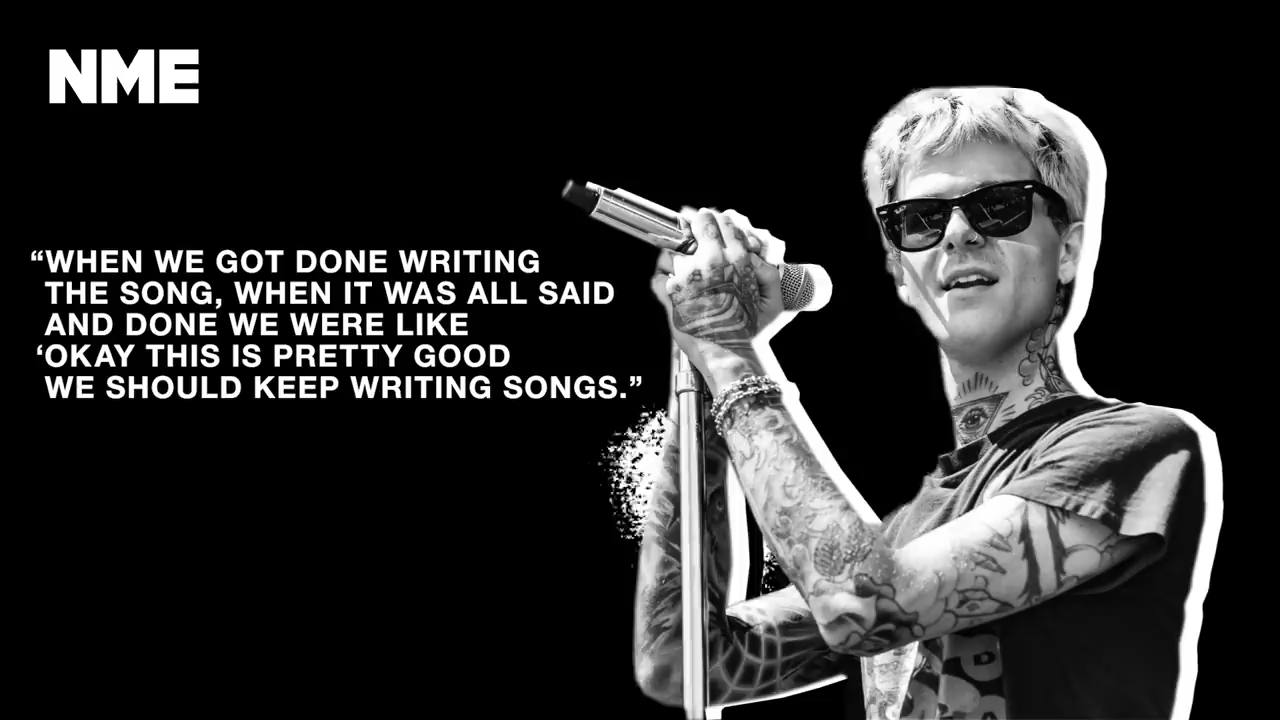 NME
“WHEN WE GOT DONE WRITING
THE SONG, WHEN IT WAS ALL SAID
AND DONE WE WERE LIKE
‘OKAY THIS IS PRETTY GOOD
WE SHOULD KEEP WRITING SONGS.”